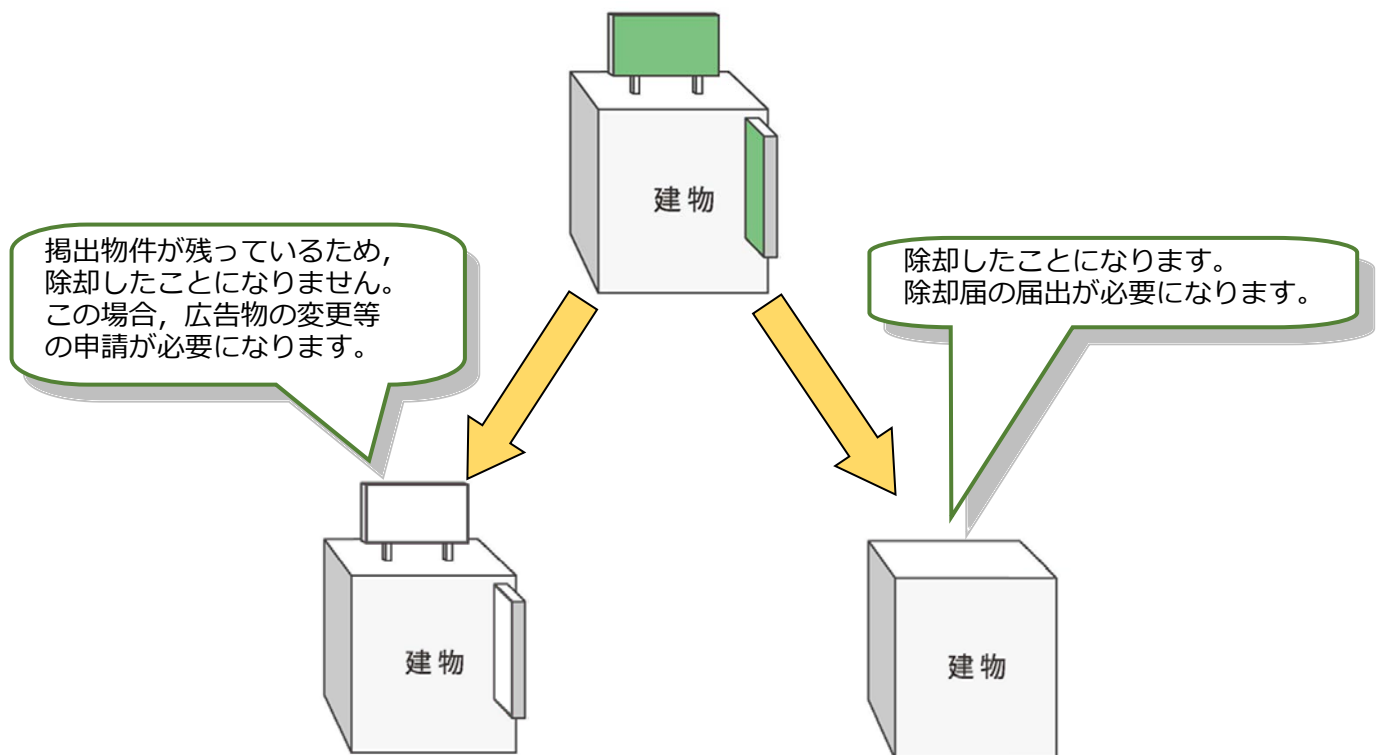 建物
掲出物件が残っているため,
除却したことになりません。
この場合,広告物の変更等
の申請が必要になります。
除却したことになります。
除却届の届出が必要になります。
建物
建物